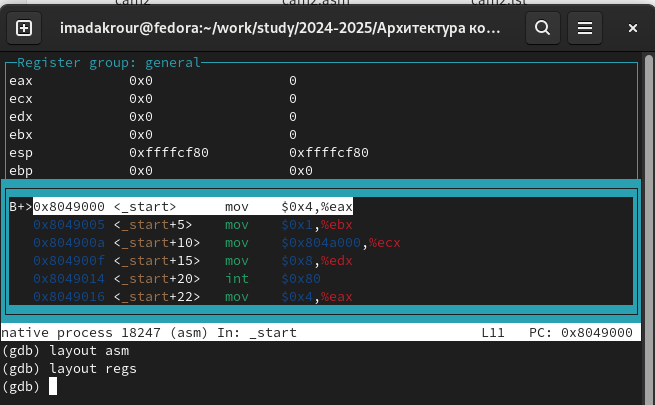 imadakrour@fedora:~/work/study/2024-2025/Архитектура ко...
Register group: general
eax 0x0 0
ecx 0x0 0
edx 0x0 0
ebx 0x0 0
esp 0xffffcf80 0xffffcf80
ebp 0x0 0x0
B+>0x8049000 <_start> mov $0x4,%eax
0x8049005 <_start+5> mov $0x1,%ebx
0x804900a <_start+10> mov $0x804a000,%ecx
0x804900f <_start+15> mov $0x8,%edx
0x8049014 <_start+20> int $0x80
0x8049016 <_start+22> mov $0x4,%eax
native process 18247 (asm) In: _start L11 PC: 0x8049000
(gdb) layout asm
(gdb) layout regs
(gdb)